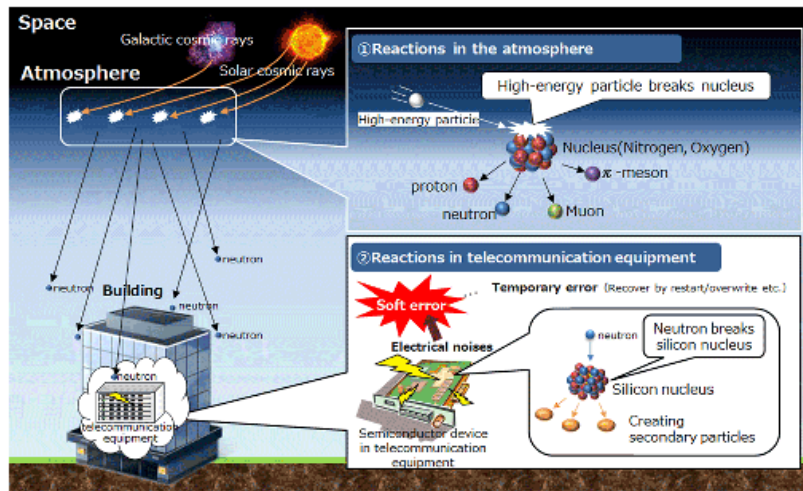 Space
Galactic cosmic rays
Solar cosmic rays
Atmosphere
neutron
neutron
Building
neutron
neutron
neutron
telecommunication
equipment
①Reactions in the atmosphere
High-energy particle breaks nucleus
High-energy particle
Nucleus(Nitrogen, Oxygen)
π-meson
proton
neutron
Muon
②Reactions in telecommunication equipment
Temporary error (Recover by restart/overwrite etc.)
Soft error
Electrical noises
Semiconductor device
in telecommunication
equipment
neutron
Neutron breaks
silicon nucleus
Silicon nucleus
Creating
secondary particles